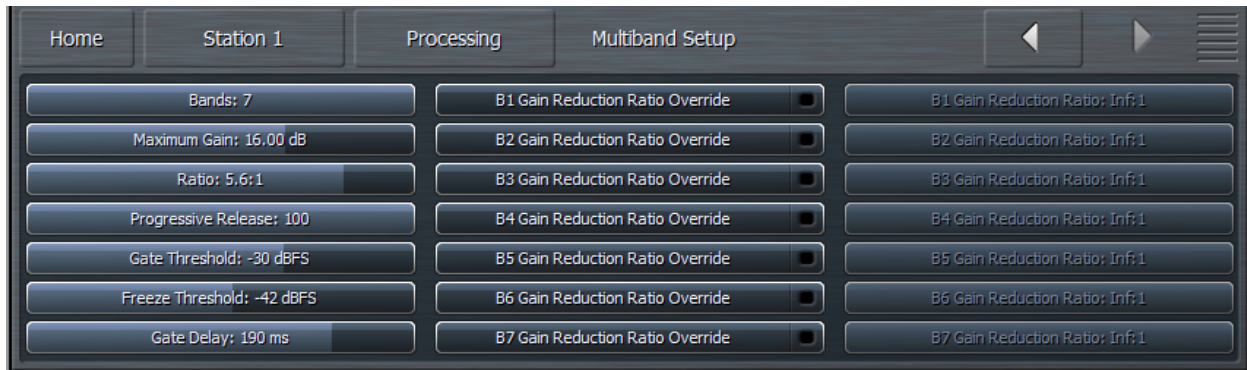 Home Station 1 Processing Multiband Setup
Bands: 7 B1 Gain Reduction Ratio Override B1 Gain Reduction Ratio: Inf:1
Maximum Gain: 16.00 dB B2 Gain Reduction Ratio Override B2 Gain Reduction Ratio: Inf:1
Ratio: 5.6:1 B3 Gain Reduction Ratio Override B3 Gain Reduction Ratio: Inf:1
Progressive Release: 100 B4 Gain Reduction Ratio Override B4 Gain Reduction Ratio: Inf:1
Gate Threshold: -30 dBFS B5 Gain Reduction Ratio Override B5 Gain Reduction Ratio: Inf:1
Freeze Threshold: -42 dBFS B6 Gain Reduction Ratio Override B6 Gain Reduction Ratio: Inf:1
Gate Delay: 190 ms B7 Gain Reduction Ratio Override B7 Gain Reduction Ratio: Inf:1